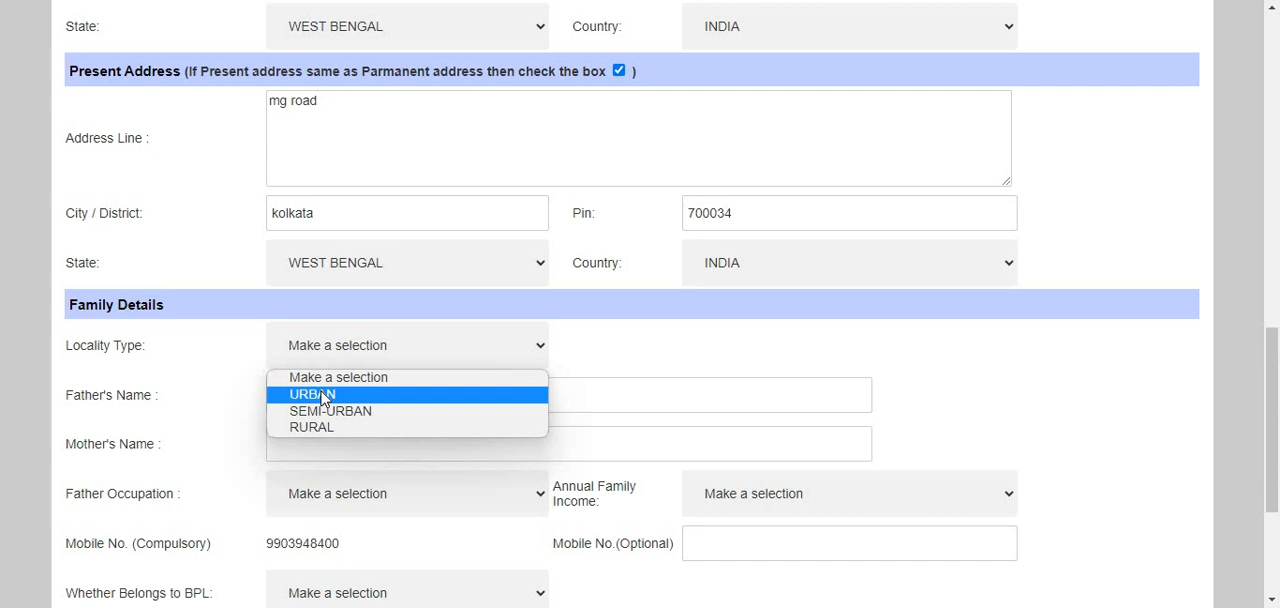 State: WEST BENGAL Country: INDIA
Present Address (If Present address same as Parmanent address then check the box )
Address Line : mg road
City / District: kolkata Pin: 700034
State: WEST BENGAL Country: INDIA
Family Details
Locality Type: Make a selection
Make a selection
Father's Name : URBAN
SEMI-URBAN
RURAL
Mother's Name :
Father Occupation : Make a selection Annual Family Income: Make a selection
Mobile No. (Compulsory) 9903948400 Mobile No.(Optional)
Whether Belongs to BPL: Make a selection